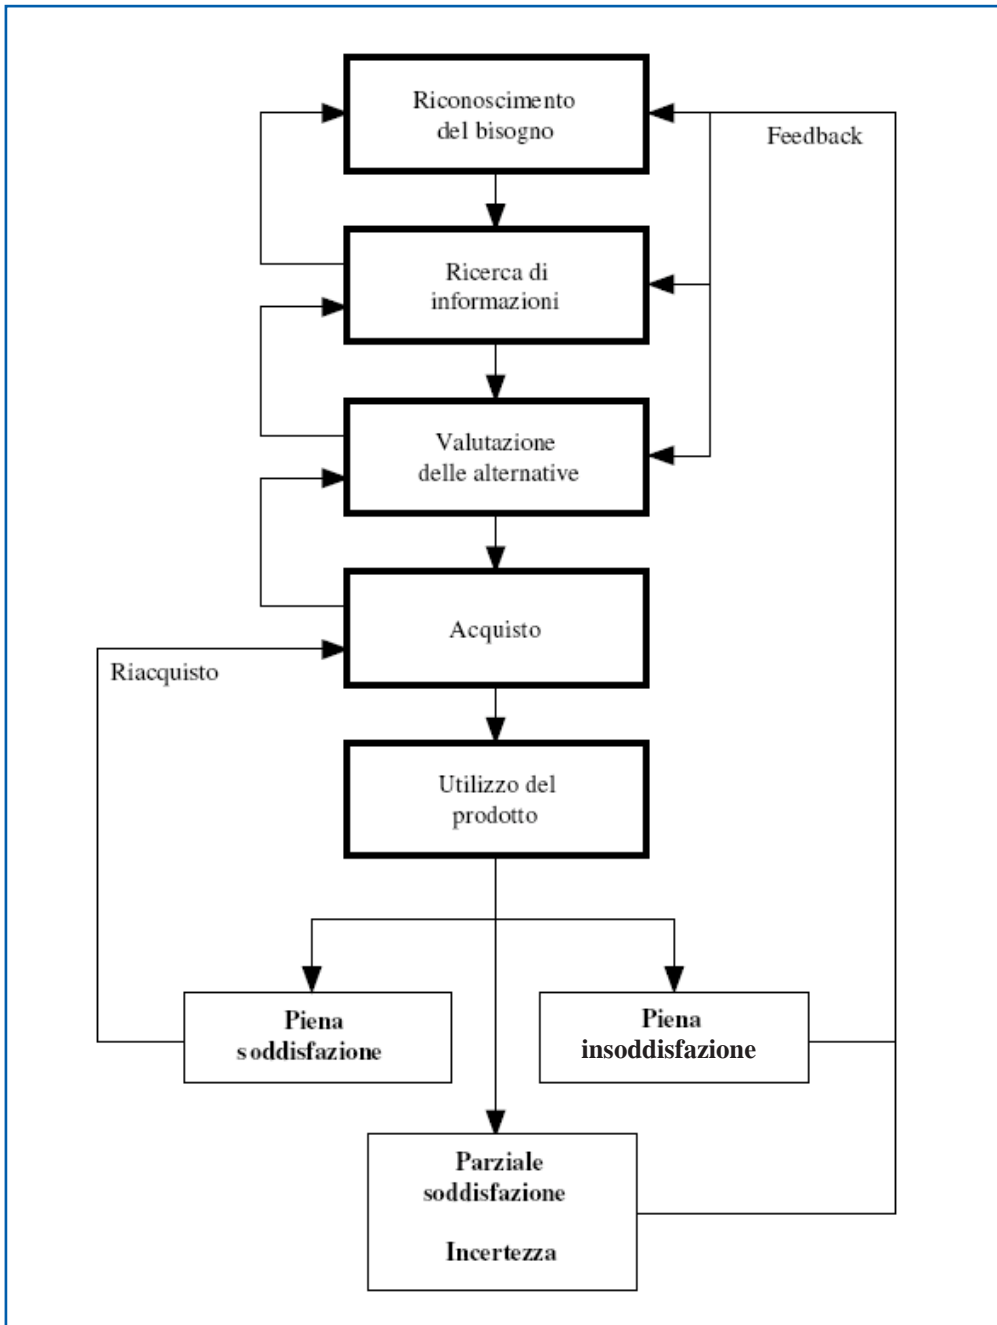 Riconoscimento
del bisogno
Feedback
Ricerca di
informazioni
Valutazione
delle alternative
Acquisto
Riacquisto
Utilizzo del
prodotto
Piena
soddisfazione
Piena
insoddisfazione
Parziale
soddisfazione
Incertezza